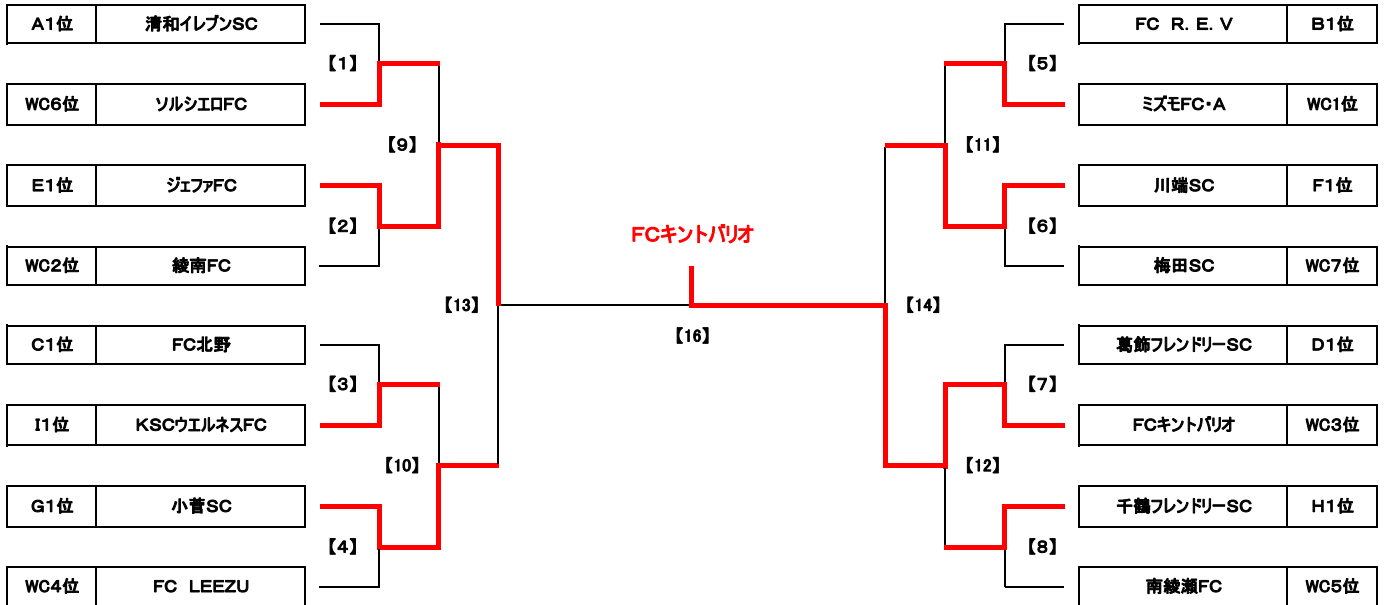 A1位 清和イレブンSC
【1】
WC6位 ソルシエロFC
【9】
E1位 ジェファFC
【2】
WC2位 綾南FC
【13】
C1位 FC北野
【3】
I1位 KSCウエルネスFC
【10】
G1位 小菅SC
【4】
WC4位 FC LEEZU
FCキントバリオ
【16】
FC R.E.V B1位
【5】
ミズモFC・A WC1位
【11】
川端SC F1位
【6】
梅田SC WC7位
【14】
葛飾フレンドリーSC D1位
【7】
FCキントバリオ WC3位
【12】
千鶴フレンドリーSC H1位
【8】
南綾瀬FC WC5位